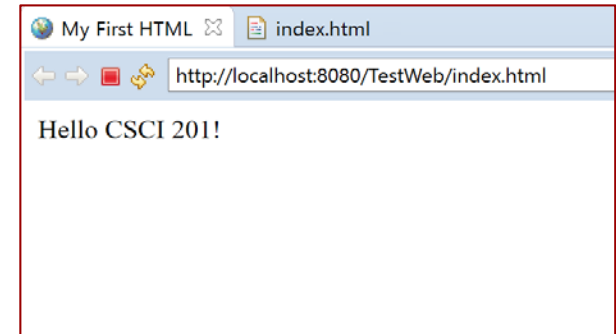 My First HTML index.html
http://localhost:8080/TestWeb/index.html
Hello CSCI 201!